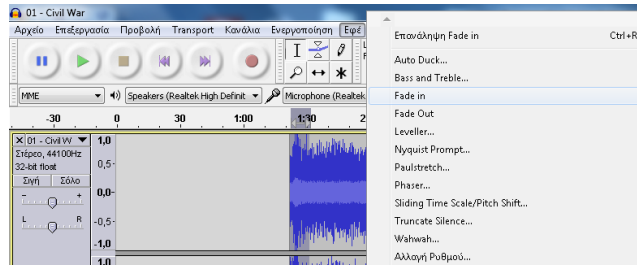 01 - Civil War
Αρχείο Επεξεργασία Προβολή Transport Κανάλια Ενεργοποίηση Εφέ
MME Speakers (Realtek High Definit Microphone (Realtek
-30 0 30 1:00 1:30 2
01 - Civil W
Στέρεο, 44100Hz
32-bit float
Σιγή Σόλο
- +
L R
1,0
0,5
0,0
-0,5
-1,0
1,0
Επανάληψη Fade in Ctrl+R
Auto Duck...
Bass and Treble...
Fade in
Fade Out
Leveller...
Nyquist Prompt...
Paulstretch...
Phaser...
Sliding Time Scale/Pitch Shift...
Truncate Silence...
Wahwah...
Αλλαγή Ρυθμού...